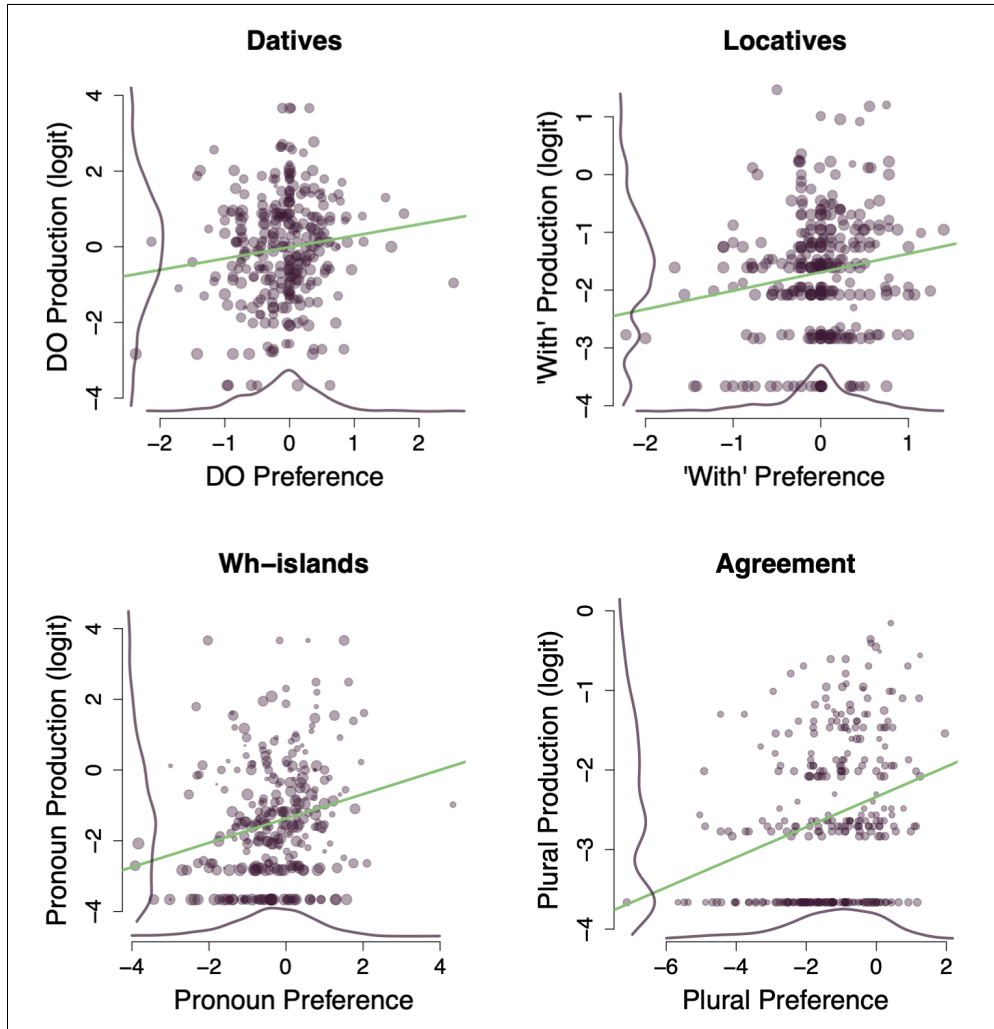 Datives
DO Production (logit)
4
2
0
−2
−4
−2 −1 0 1 2
DO Preference
Locatives
'With' Production (logit)
1
0
−1
−2
−3
−4
−2 −1 0 1
'With' Preference
Wh−islands
Pronoun Production (logit)
4
2
0
−2
−4
−4 −2 0 2 4
Pronoun Preference
Agreement
Plural Production (logit)
0
−1
−2
−3
−4
−6 −4 −2 0 2
Plural Preference